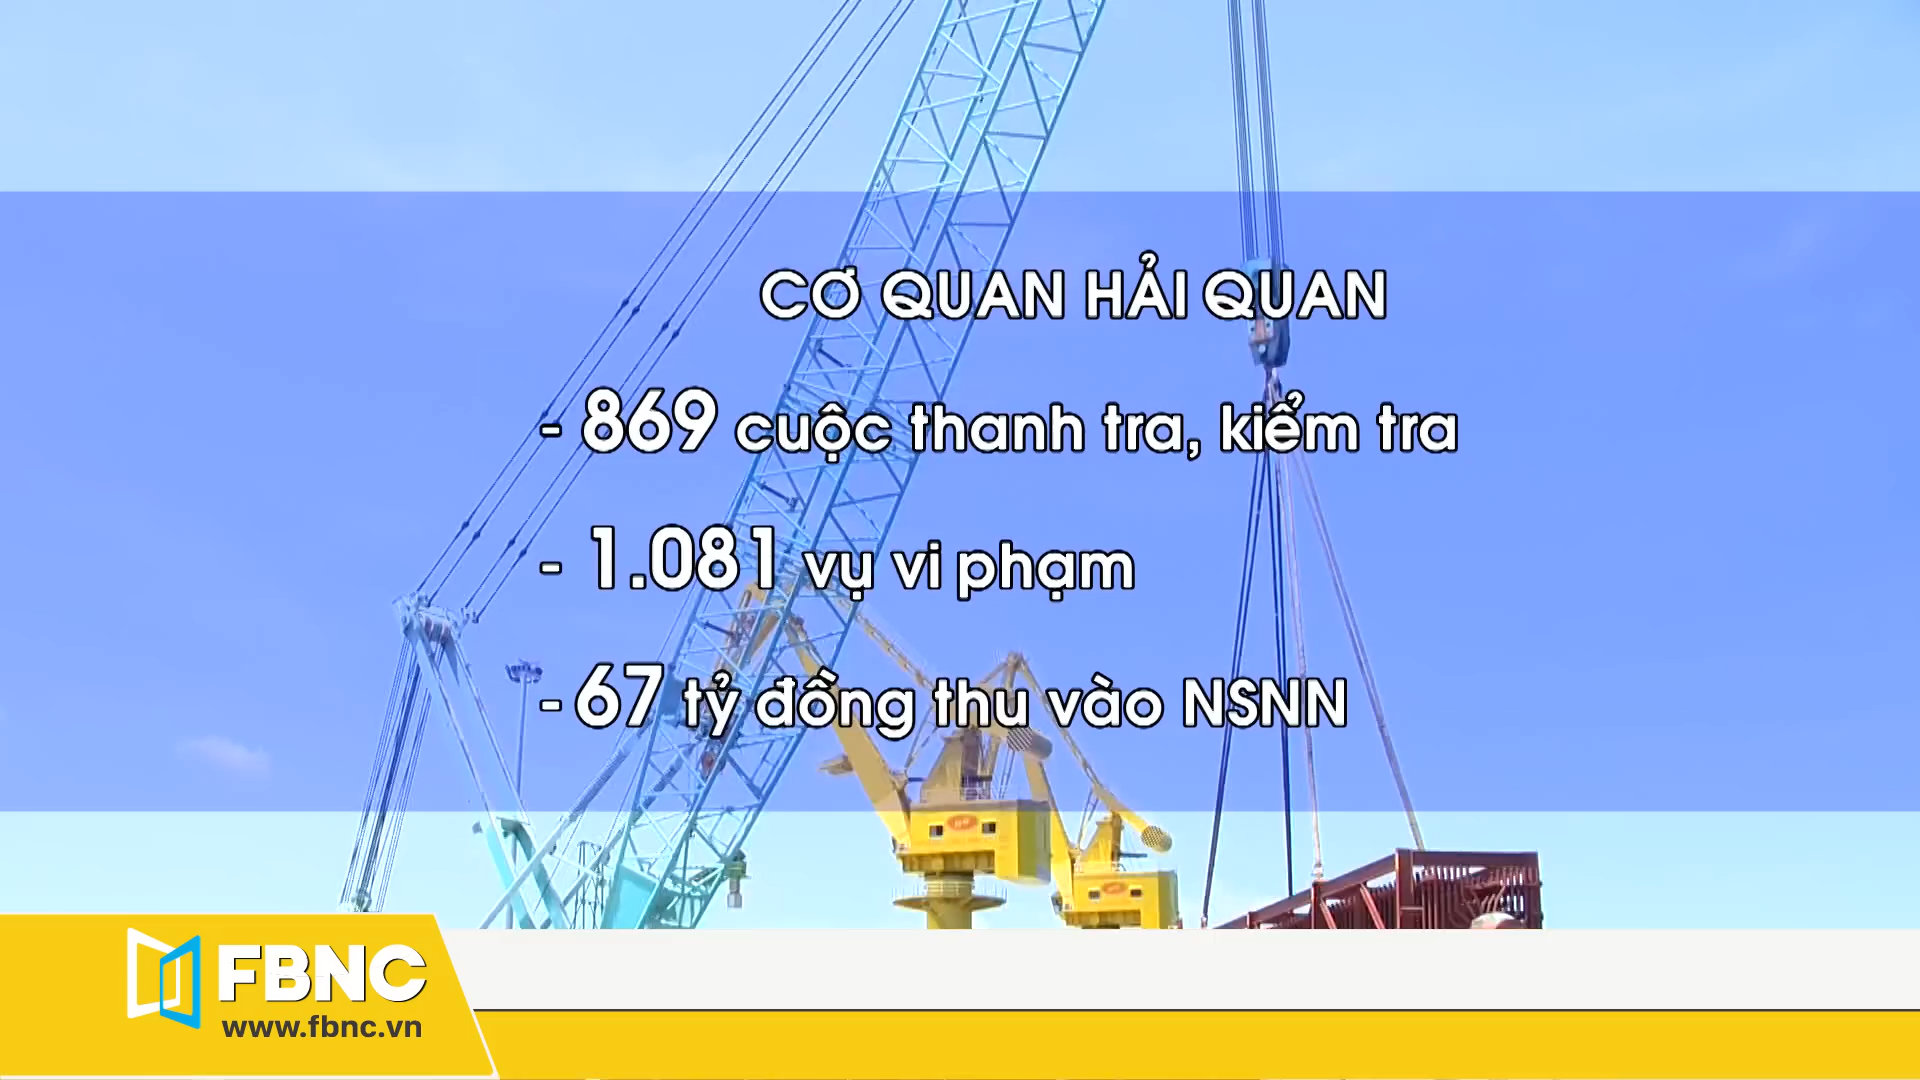 CƠ QUAN HẢI QUAN
- 869 cuộc thanh tra, kiểm tra
- 1.081 vụ vi phạm
- 67 tỷ đồng thu vào NSNN
FBNC
www.fbnc.vn